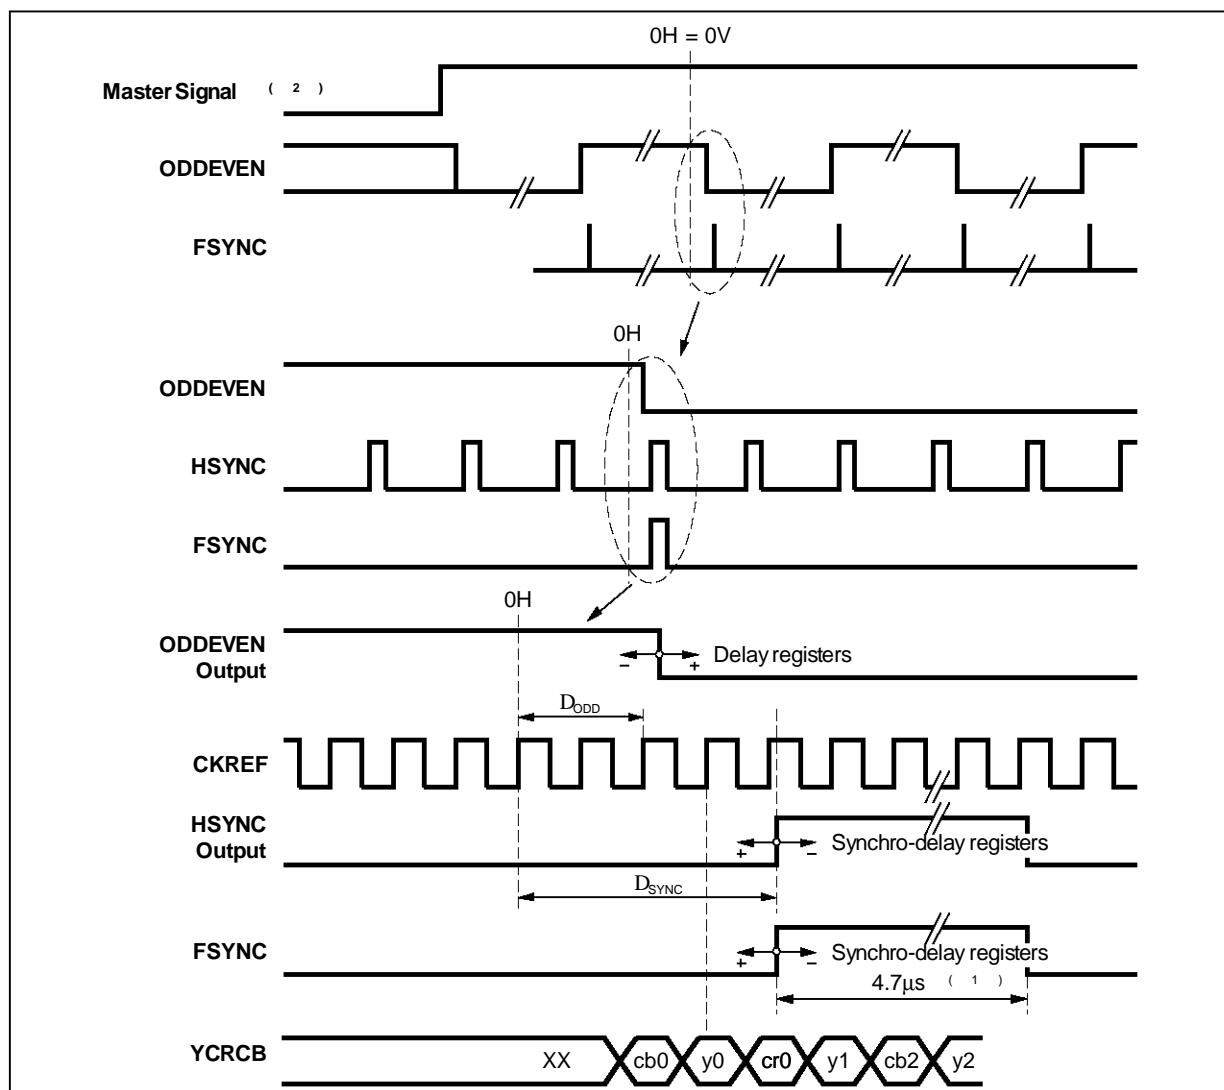 0H = 0V
Master Signal ( 2 )
ODDEVEN
FSYNC
0H
ODDEVEN
HSYNC
FSYNC
0H
ODDEVEN
Output
− + Delay registers
DODD
CKREF
HSYNC
Output
+ − Synchro-delay registers
DSYNC
FSYNC
+ − Synchro-delay registers
4.7µs ( 1 )
YCRCB XX cb0 y0 cr0 y1 cb2 y2